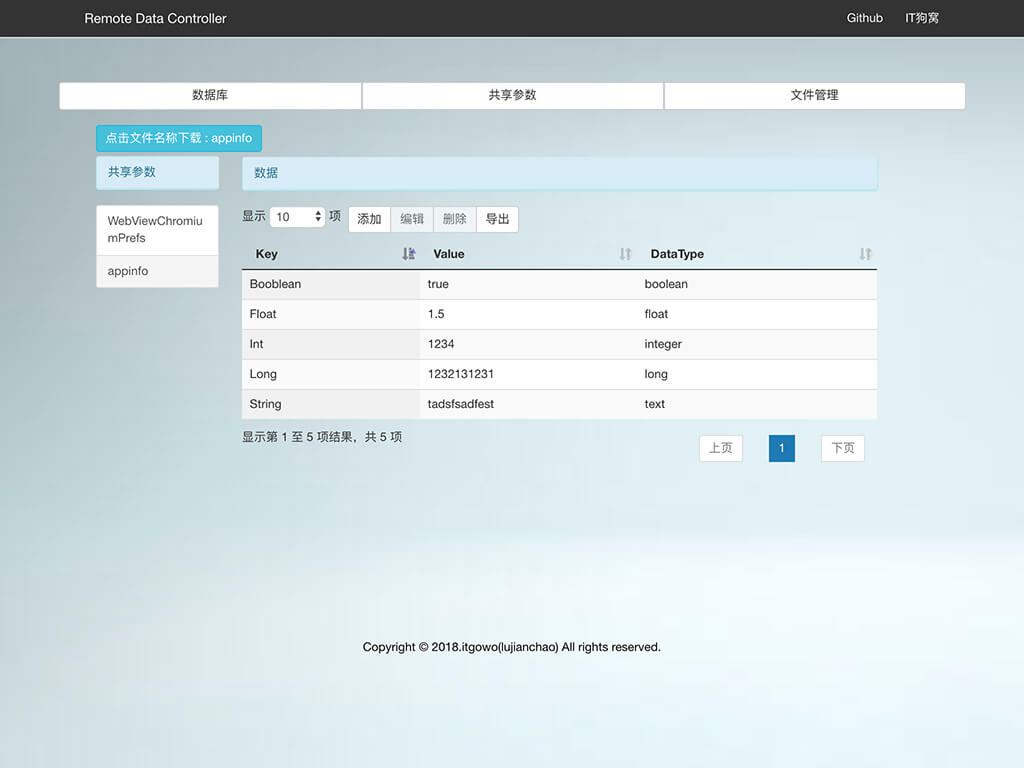 Remote Data Controller
Github IT狗窝
数据库 共享参数 文件管理
点击文件名称下载 : appinfo
共享参数
WebViewChromiu
mPrefs
appinfo
数据
显示 10 项 添加 编辑 删除 导出
Key Value DataType
Booblean true boolean
Float 1.5 float
Int 1234 integer
Long 1232131231 long
String tadsfsadfest text
显示第 1 至 5 项结果，共 5 项
上页 1 下页
Copyright © 2018.itgowo(lujianchao) All rights reserved.